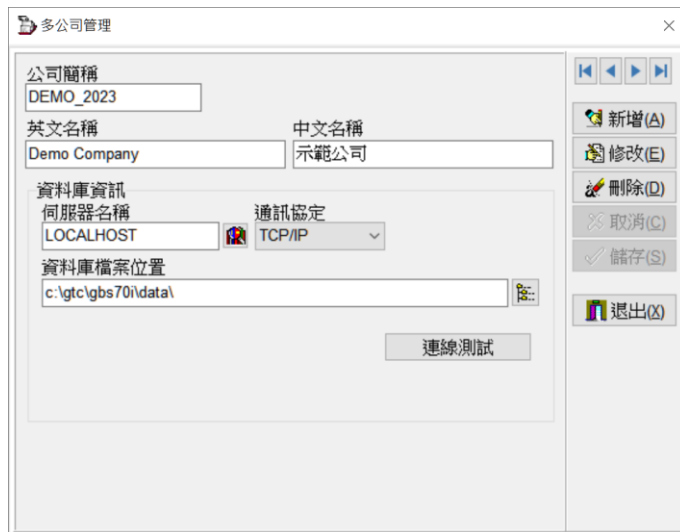 多公司管理
公司簡稱
DEMO_2023
英文名稱 中文名稱
Demo Company 示範公司
資料庫資訊
伺服器名稱 通訊協定
LOCALHOST TCP/IP
資料庫檔案位置
c:\gtc\gbs70i\data\
連線測試
新增(A)
修改(E)
刪除(D)
取消(C)
儲存(S)
退出(X)